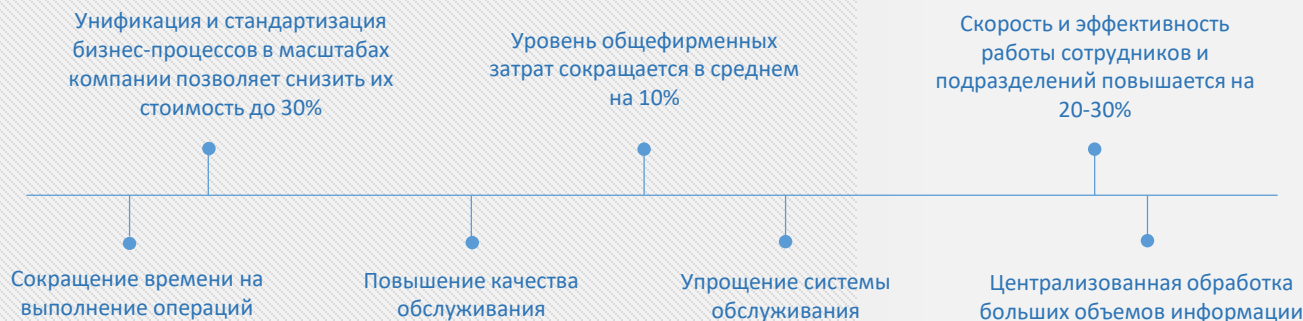 Унификация и стандартизация
бизнес-процессов в масштабах
компании позволяет снизить их
стоимость до 30%
Уровень общефирменных
затрат сокращается в среднем
на 10%
Скорость и эффективность
работы сотрудников и
подразделений повышается на
20-30%
Сокращение времени на
выполнение операций
Повышение качества
обслуживания
Упрощение системы
обслуживания
Централизованная обработка
больших объемов информации